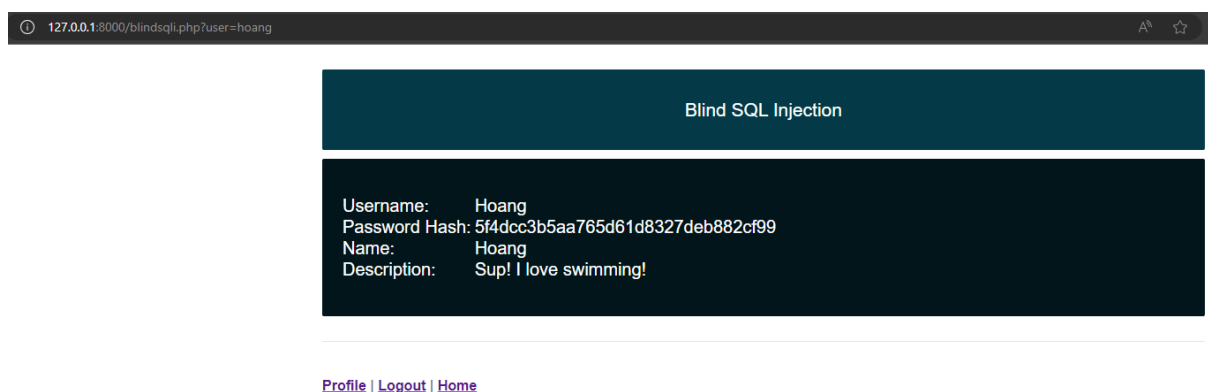 127.0.0.1:8000/blindsqli.php?user=hoang
Blind SQL Injection
Username: Hoang
Password Hash: 5f4dcc3b5aa765d61d8327deb882cf99
Name: Hoang
Description: Sup! I love swimming!
Profile | Logout | Home